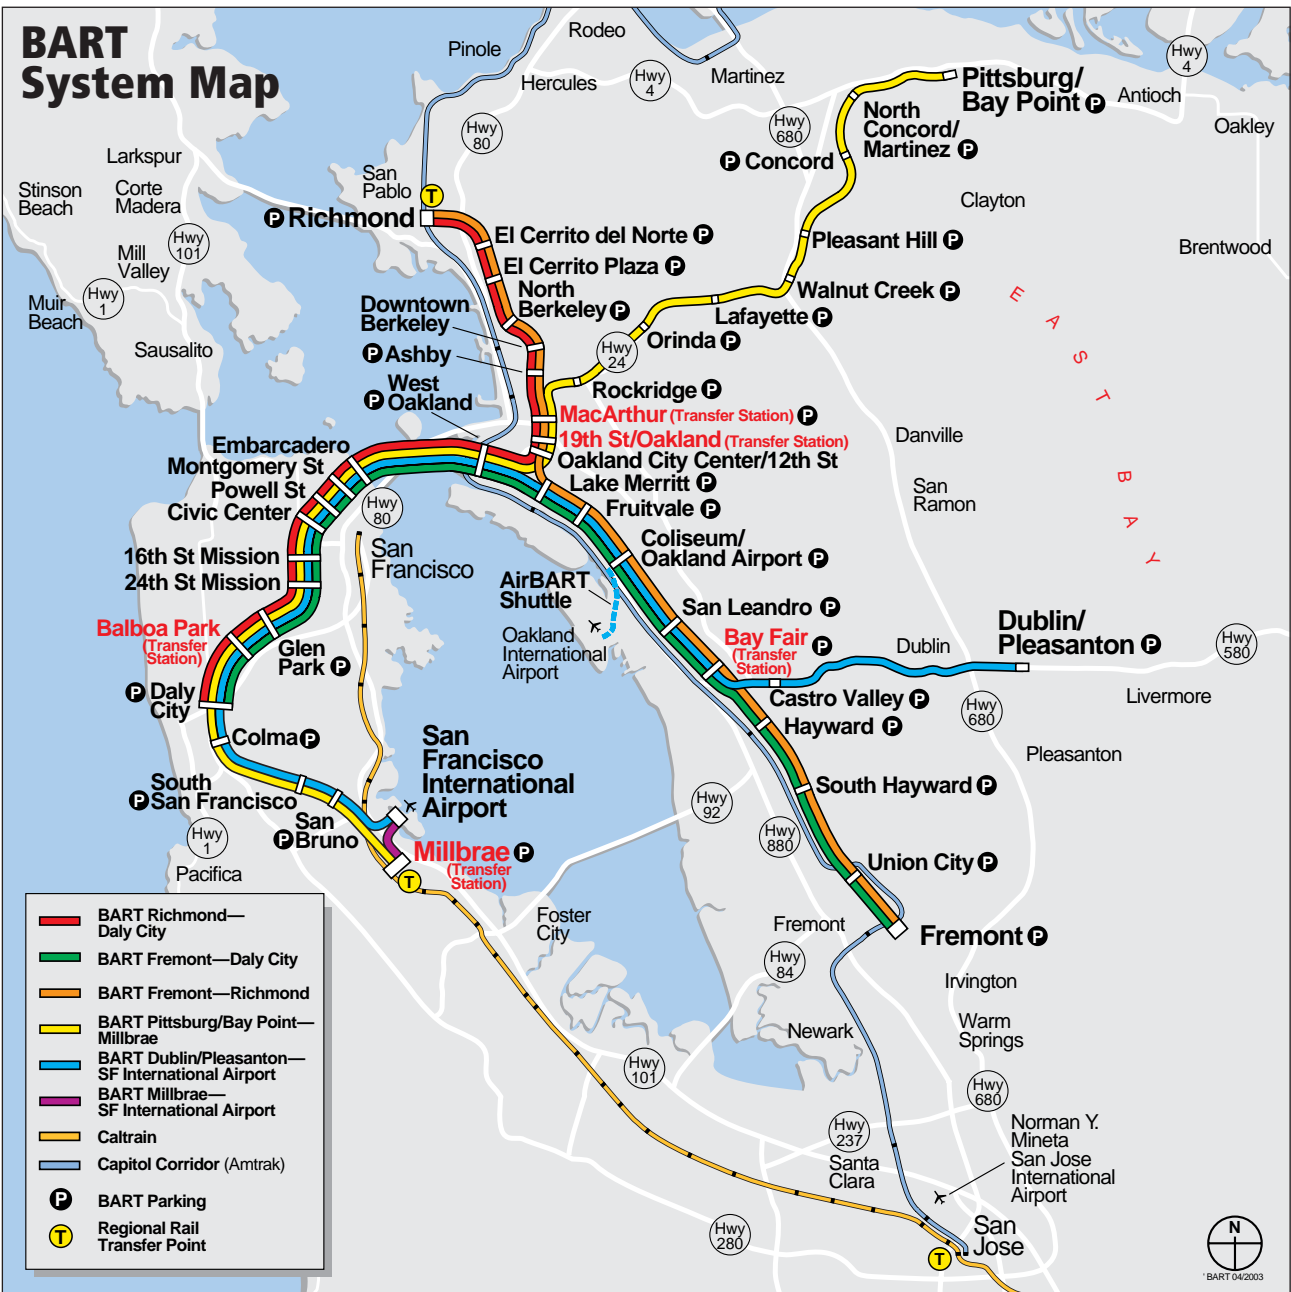 BART
System Map
Rodeo
Pinole
Hercules
Hwy
4
Martinez
Hwy
4
Pittsburg/
Bay Point P
Antioch
Oakley
Hwy
80
Hwy
680
North
Concord/
Martinez P
P Concord
Larkspur
San
Pablo
T
Stinson
Beach
Corte
Madera
Clayton
P Richmond
El Cerrito del Norte P
Pleasant Hill P
Brentwood
Hwy
101
Mill
Valley
El Cerrito Plaza P
North
Berkeley P
Walnut Creek P
Hwy
1
Muir
Beach
Downtown
Berkeley
Lafayette P
Orinda P
Sausalito
P Ashby
Hwy
24
EAST BAY
P West
Oakland
Rockridge P
MacArthur (Transfer Station) P
19th St/Oakland (Transfer Station)
Oakland City Center/12th St
Danville
Embarcadero
Montgomery St
Powell St
Civic Center
Lake Merritt P
Fruitvale P
San
Ramon
Hwy
80
Coliseum/
Oakland Airport P
16th St Mission
24th St Mission
San
Francisco
AirBART
Shuttle
San Leandro P
Oakland
International
Airport
Balboa Park
(Transfer
Station)
Glen
Park P
Bay Fair
(Transfer
Station)
P
Dublin
Dublin/
Pleasanton P
Hwy
580
P Daly
City
Castro Valley P
Livermore
Hwy
680
Hayward P
Colma P
San
Francisco
International
Airport
Pleasanton
P South
San Francisco
South Hayward P
Hwy
92
P San
Bruno
Hwy
1
Hwy
880
Millbrae P
(Transfer
Station)
T
Union City P
Pacifica
Foster
City
Fremont
Fremont P
Hwy
84
Irvington
Newark
Warm
Springs
Hwy
101
Hwy
680
Hwy
237
Santa
Clara
Norman Y.
Mineta
San Jose
International
Airport
Hwy
280
San
Jose
T
BART Richmond—
Daly City
BART Fremont—Daly City
BART Fremont—Richmond
BART Pittsburg/Bay Point—
Millbrae
BART Dublin/Pleasanton—
SF International Airport
BART Millbrae—
SF International Airport
Caltrain
Capitol Corridor (Amtrak)
P BART Parking
T Regional Rail
Transfer Point
N
' BART 04/2003